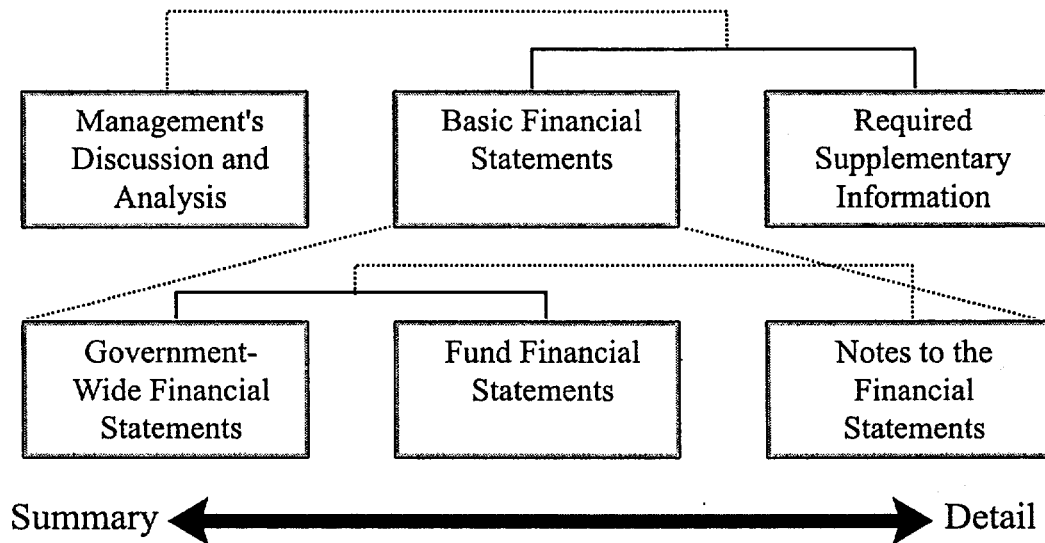 Management's
Discussion and
Analysis
Basic Financial
Statements
Required
Supplementary
Information
Government-
Wide Financial
Statements
Fund Financial
Statements
Notes to the
Financial
Statements
Summary
Detail